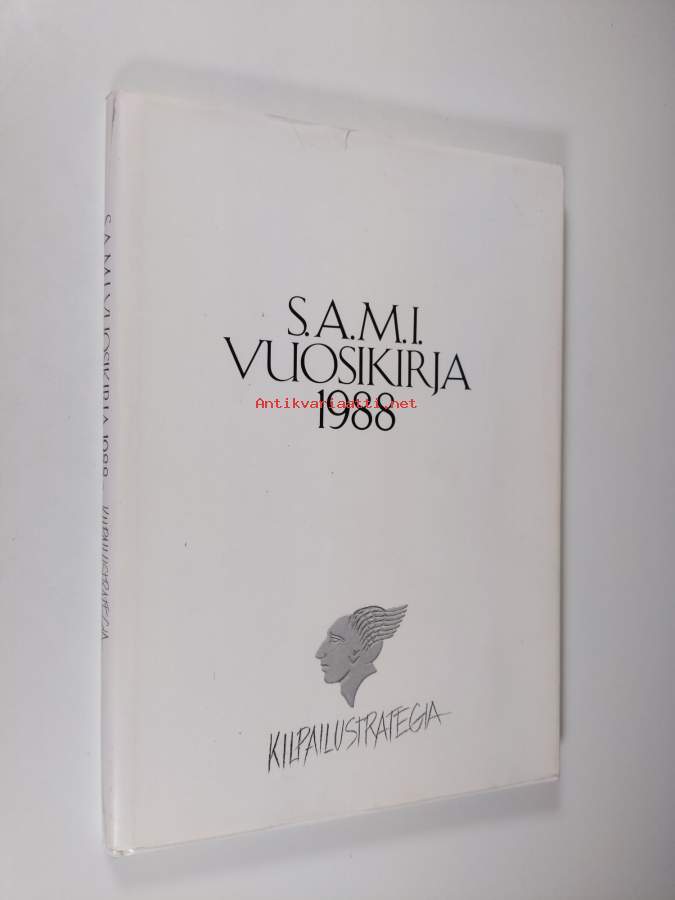 S.A.M.I.
VUOSIKIRJA
1988
Antikvariaatti.net
KILPAILUSTRATEGIA
S.A.M.I. VUOSIKIRJA 1988 KILPAILUSTRATEGIA